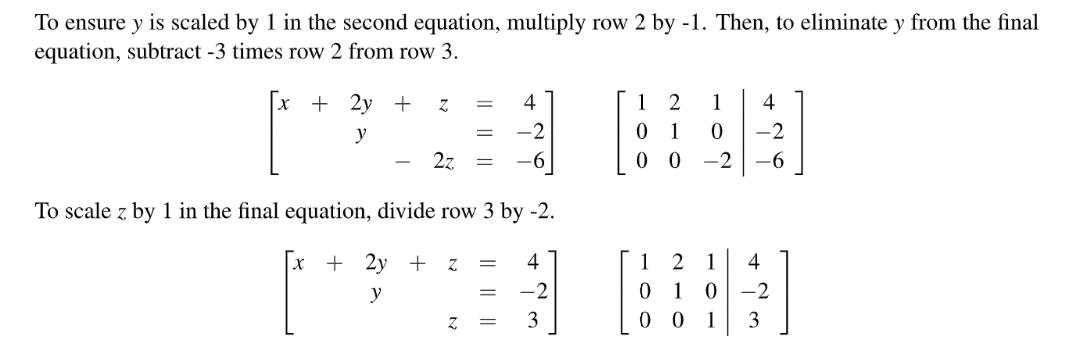 To ensure y is scaled by 1 in the second equation, multiply row 2 by -1. Then, to eliminate y from the final
equation, subtract -3 times row 2 from row 3.
x + 2y + z = 4 1 2 1 4
y = −2 0 1 0 −2
− 2z = −6 0 0 −2 −6
To scale z by 1 in the final equation, divide row 3 by -2.
x + 2y + z = 4 1 2 1 4
y = −2 0 1 0 −2
z = 3 0 0 1 3